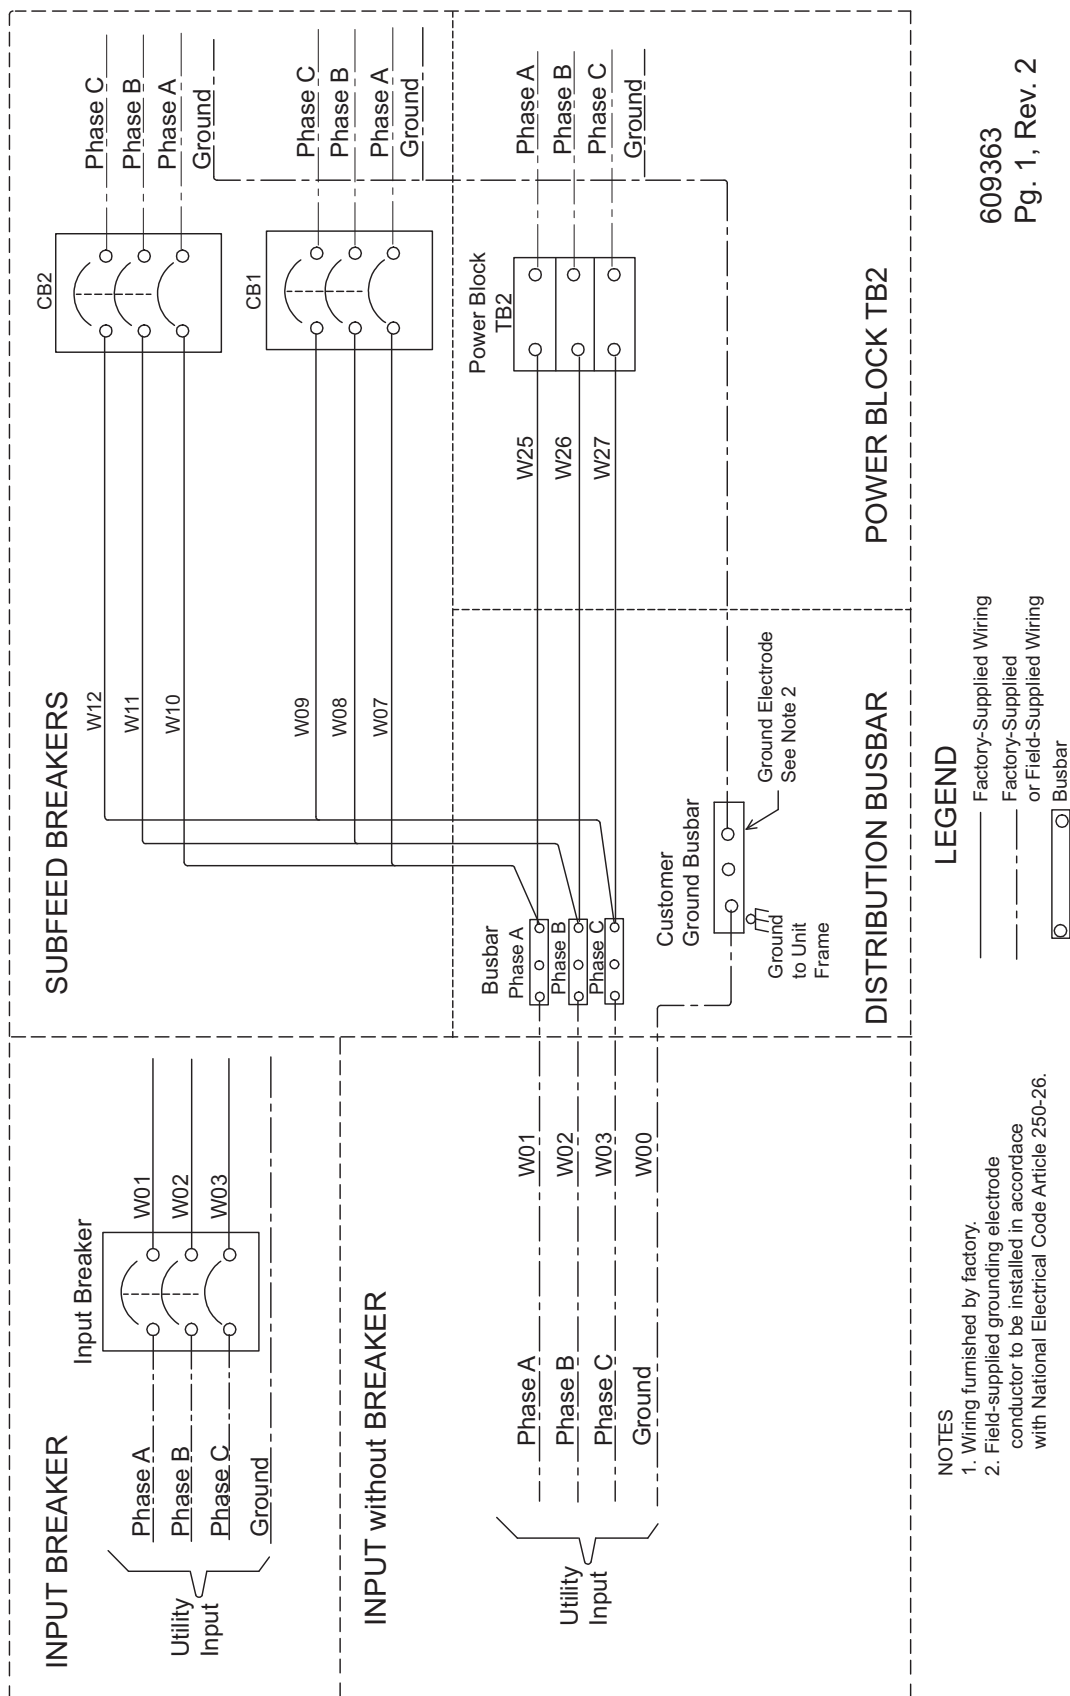 INPUT BREAKER
Utility
Input
Phase A
Phase B
Phase C
Ground
Input Breaker
W01
W02
W03
SUBFEED BREAKERS
W12
W11
W10
CB2
Phase C
Phase B
Phase A
Ground
W09
W08
W07
CB1
Phase C
Phase B
Phase A
Ground
INPUT without BREAKER
Utility
Input
Phase A
Phase B
Phase C
Ground
W01
W02
W03
W00
Busbar
Phase A
Phase B
Phase C
Customer
Ground Busbar
Ground
to Unit
Frame
Ground Electrode
See Note 2
DISTRIBUTION BUSBAR
W25
W26
W27
Power Block
TB2
Phase A
Phase B
Phase C
Ground
POWER BLOCK TB2
NOTES
1. Wiring furnished by factory.
2. Field-supplied grounding electrode
conductor to be installed in accordace
with National Electrical Code Article 250-26.
LEGEND
Factory-Supplied Wiring
Factory-Supplied
or Field-Supplied Wiring
Busbar
609363
Pg. 1, Rev. 2